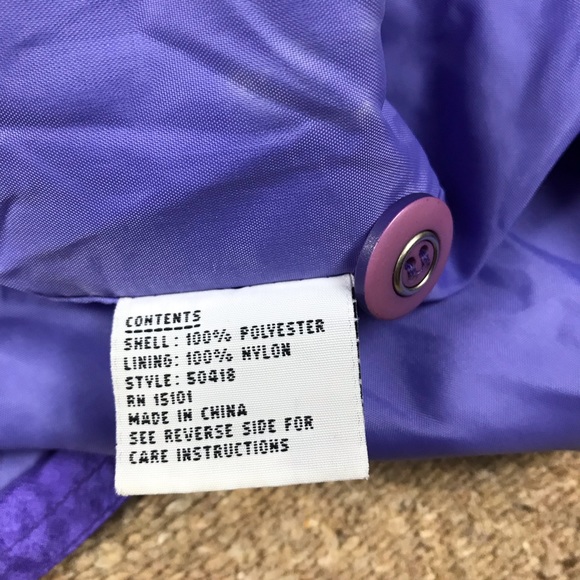 CONTENTS
SHELL: 100% POLYESTER
LINING: 100% NYLON
STYLE: 50418
RN 15101
MADE IN CHINA
SEE REVERSE SIDE FOR
CARE INSTRUCTIONS